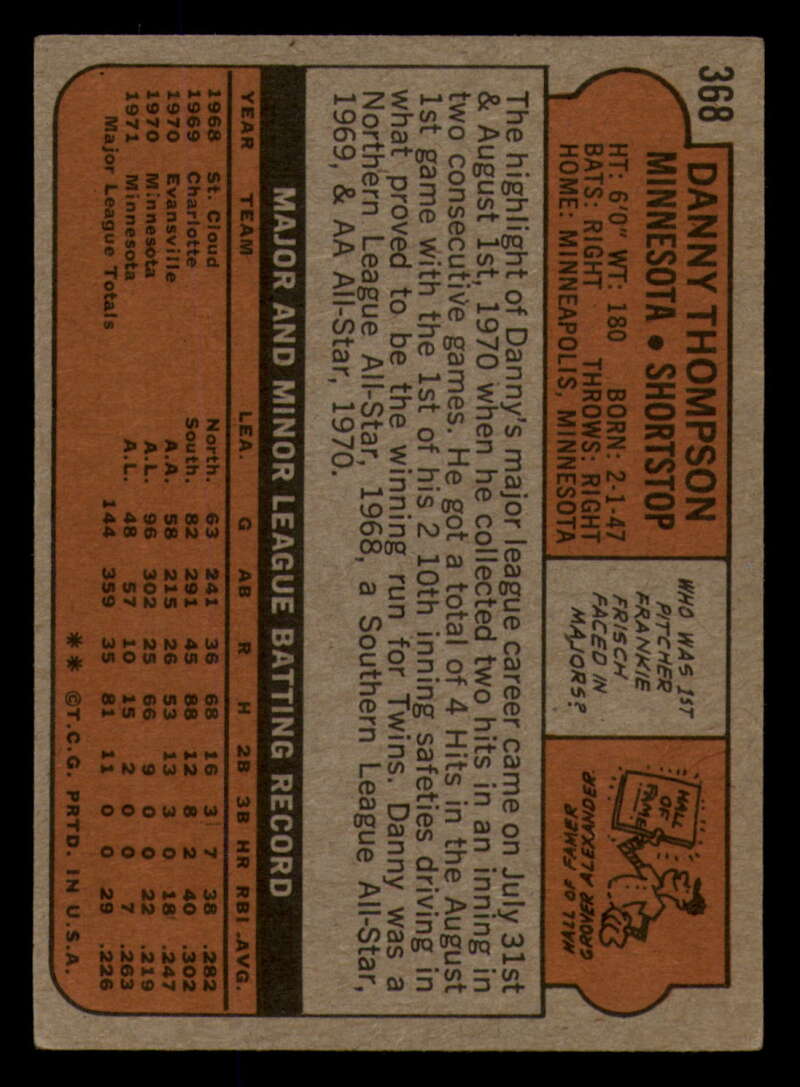 368
DANNY THOMPSON
MINNESOTA • SHORTSTOP
HT: 6'0" WT: 180 BORN: 2-1-47
BATS: RIGHT THROWS: RIGHT
HOME: MINNEAPOLIS, MINNESOTA
WHO WAS 1ST
PITCHER
FRANKIE
FRISCH
FACED IN
MAJORS?
HALL
OF
FAME
GROVER ALEXANDER
HALL OF FAMER
The highlight of Danny's major league career came on July 31st
& August 1st, 1970 when he collected two hits in an inning in
two consecutive games. He got a total of 4 Hits in the August
1st game with the 1st of his 2 10th inning safeties driving in
what proved to be the winning run for Twins. Danny was a
Northern League All-Star, 1968, a Southern League All-Star,
1969, & AA All-Star, 1970.
MAJOR AND MINOR LEAGUE BATTING RECORD
YEAR TEAM LEA. G AB R H 2B 3B HR RBI AVG.
1968 St. Cloud North. 63 241 36 68 16 3 7 38 .282
1969 Charlotte South. 82 291 45 88 12 8 2 40 .302
1970 Evansville A.A. 58 215 26 53 13 3 0 18 .247
1970 Minnesota A.L. 96 302 25 66 9 0 0 22 .219
1971 Minnesota A.L. 48 57 10 15 2 0 0 7 .263
Major League Totals 144 359 35 81 11 0 0 29 .226
** ©T.C.G. PRTD. IN U.S.A.